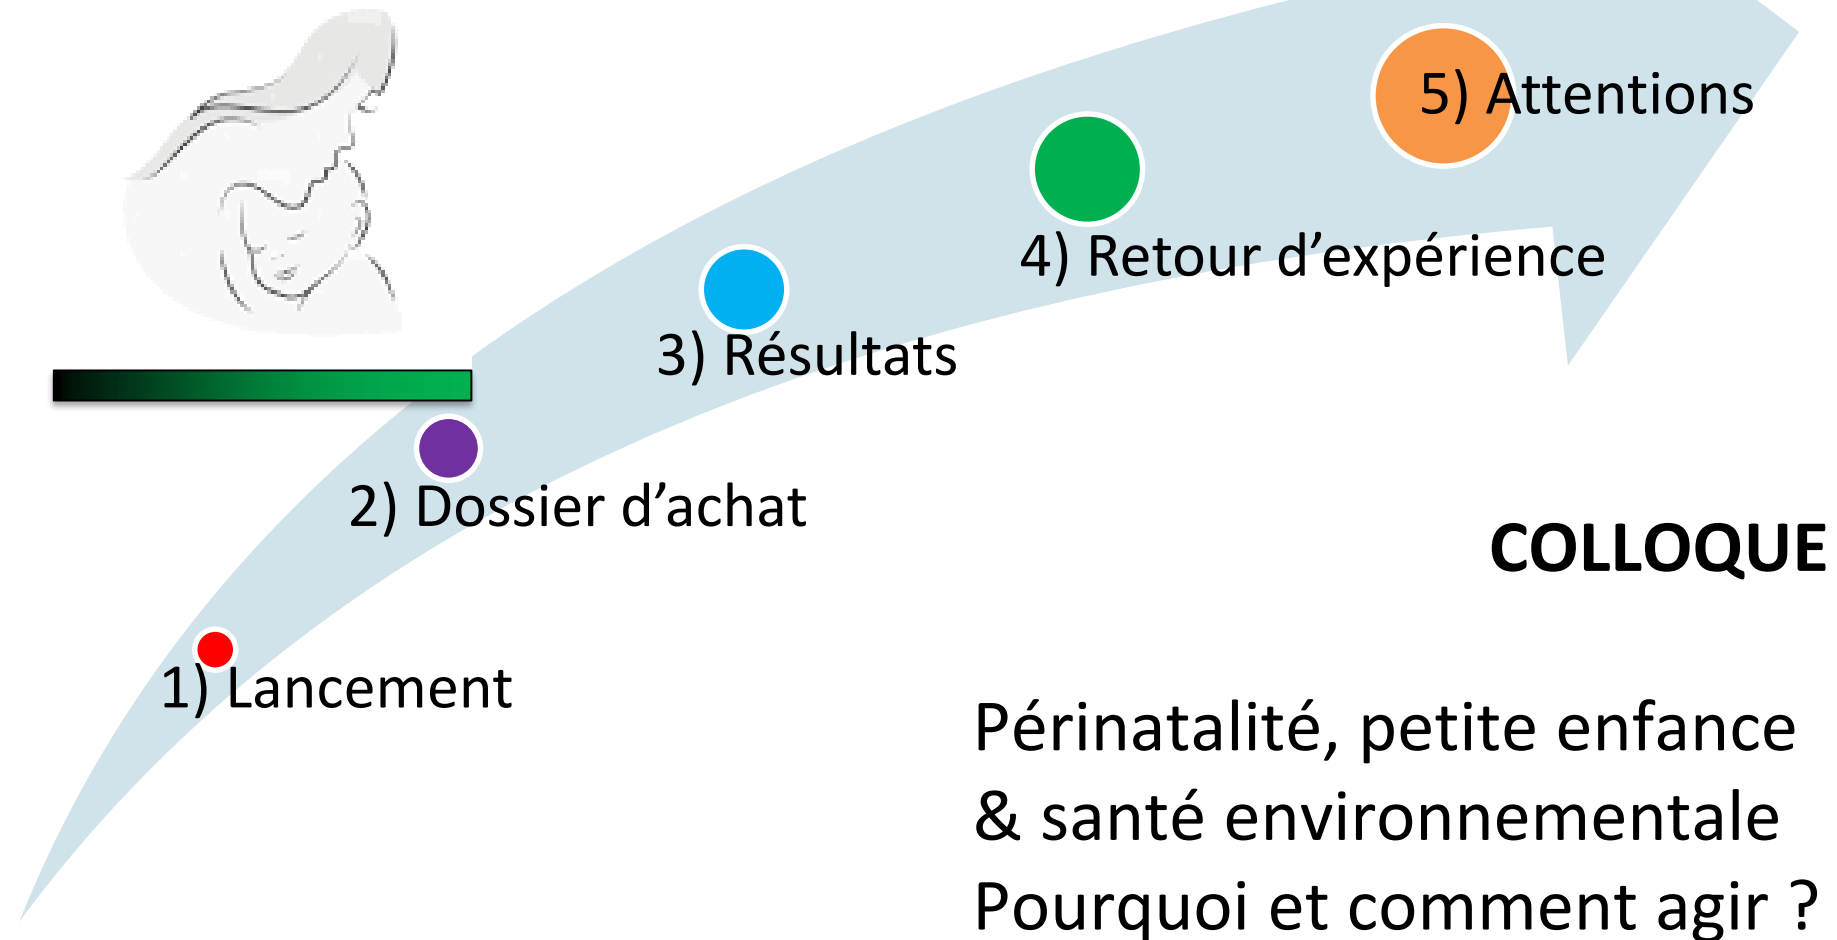 5) Attentions
4) Retour d’expérience
3) Résultats
2) Dossier d’achat
1) Lancement
COLLOQUE
Périnatalité, petite enfance
& santé environnementale
Pourquoi et comment agir ?